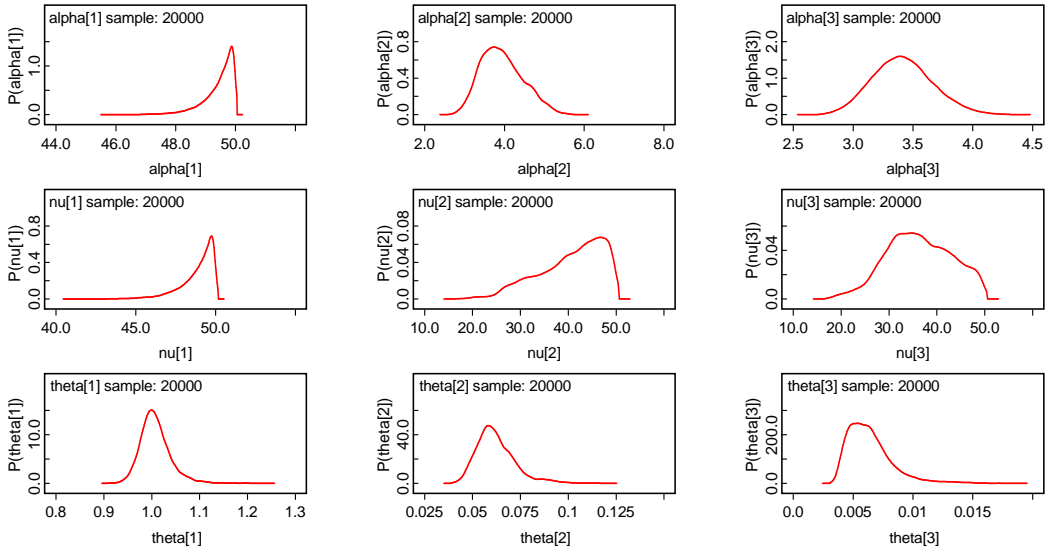 alpha[1] sample: 20000
P(alpha[1])
0.0 1.0
44.0 46.0 48.0 50.0
alpha[1]
alpha[2] sample: 20000
P(alpha[2])
0.0 0.4 0.8
2.0 4.0 6.0 8.0
alpha[2]
alpha[3] sample: 20000
P(alpha[3])
0.0 1.0 2.0
2.5 3.0 3.5 4.0 4.5
alpha[3]
nu[1] sample: 20000
P(nu[1])
0.0 0.4 0.8
40.0 45.0 50.0
nu[1]
nu[2] sample: 20000
P(nu[2])
0.0 0.04 0.08
10.0 20.0 30.0 40.0 50.0
nu[2]
nu[3] sample: 20000
P(nu[3])
0.0 0.04
10.0 20.0 30.0 40.0 50.0
nu[3]
theta[1] sample: 20000
P(theta[1])
0.0 10.0
0.8 0.9 1.0 1.1 1.2 1.3
theta[1]
theta[2] sample: 20000
P(theta[2])
0.0 40.0
0.025 0.05 0.075 0.1 0.125
theta[2]
theta[3] sample: 20000
P(theta[3])
0.0 200.0
0.0 0.005 0.01 0.015
theta[3]